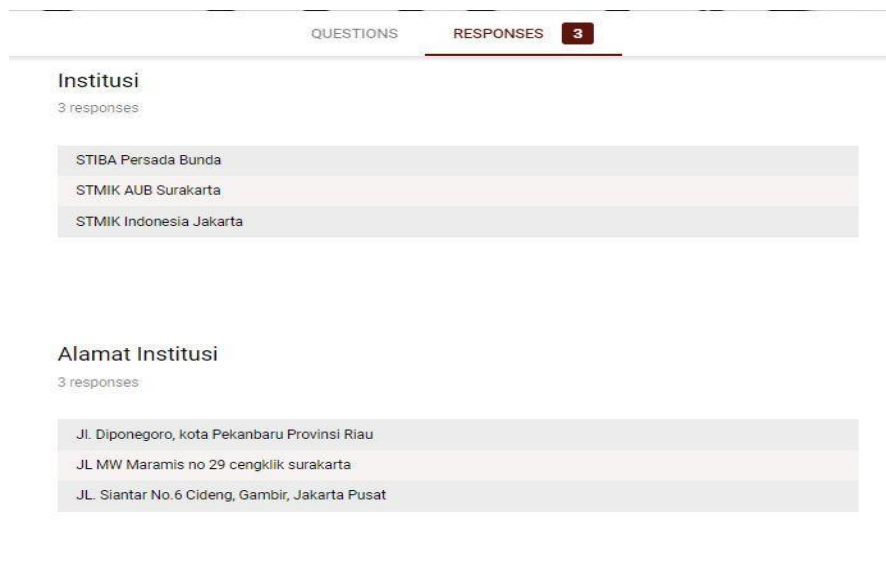 QUESTIONS RESPONSES 3
Institusi
3 responses
STIBA Persada Bunda
STMIK AUB Surakarta
STMIK Indonesia Jakarta
Alamat Institusi
3 responses
Jl. Diponegoro, kota Pekanbaru Provinsi Riau
JL MW Maramis no 29 cengklik surakarta
JL. Siantar No.6 Cideng, Gambir, Jakarta Pusat